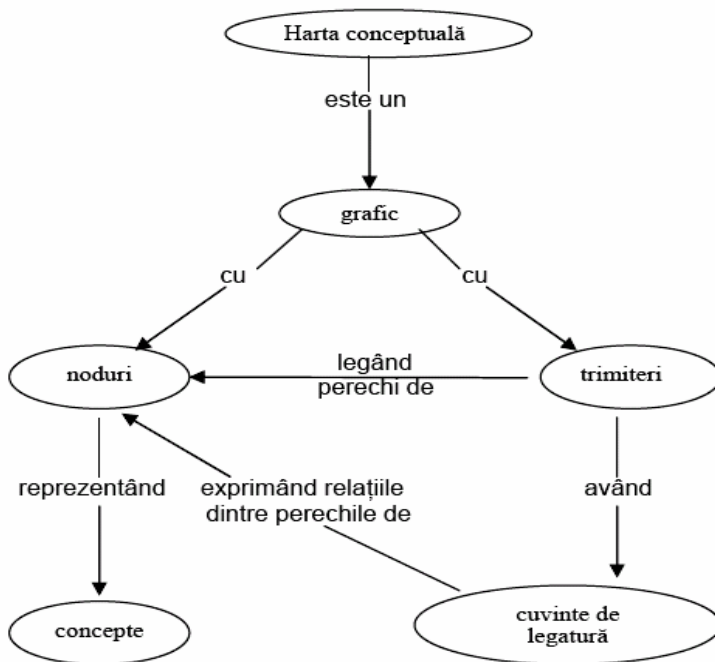 Harta conceptuală
este un
grafic
cu
cu
noduri
legând
perechi de
trimiteri
reprezentând
exprimând relațiile
dintre perechile de
având
concepte
cuvinte de
legatură